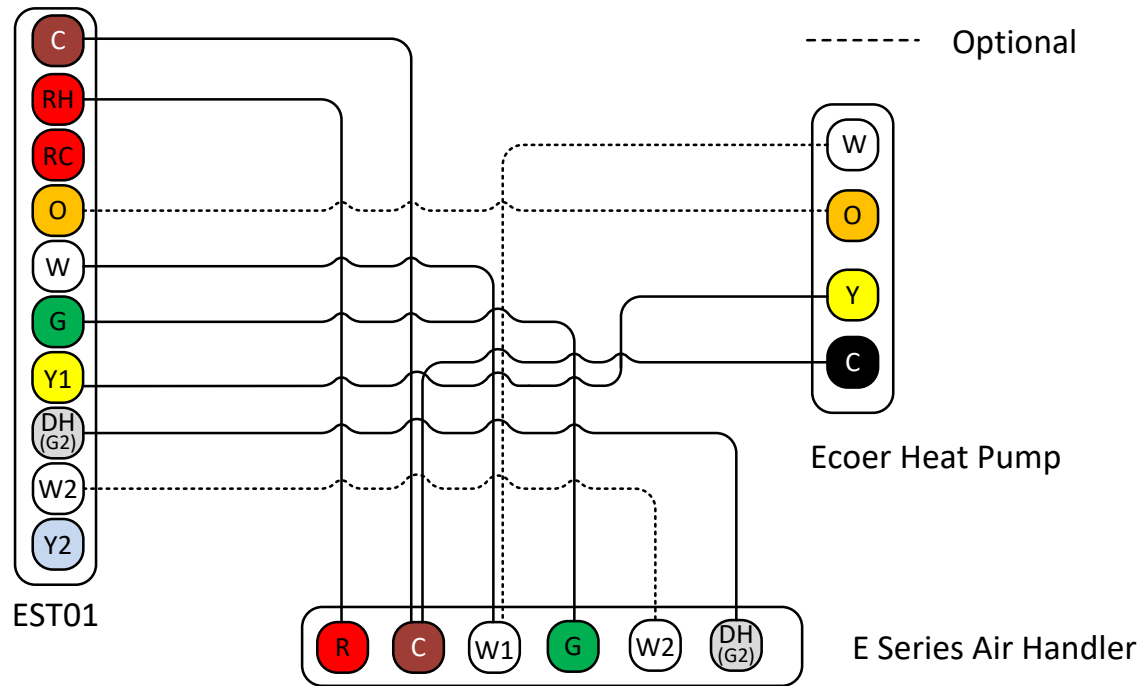 Optional
C
RH
RC
O
W
G
Y1
DH
(G2)
W2
Y2
EST01
W
O
Y
C
Ecoer Heat Pump
R
C
W1
G
W2
DH
(G2)
E Series Air Handler